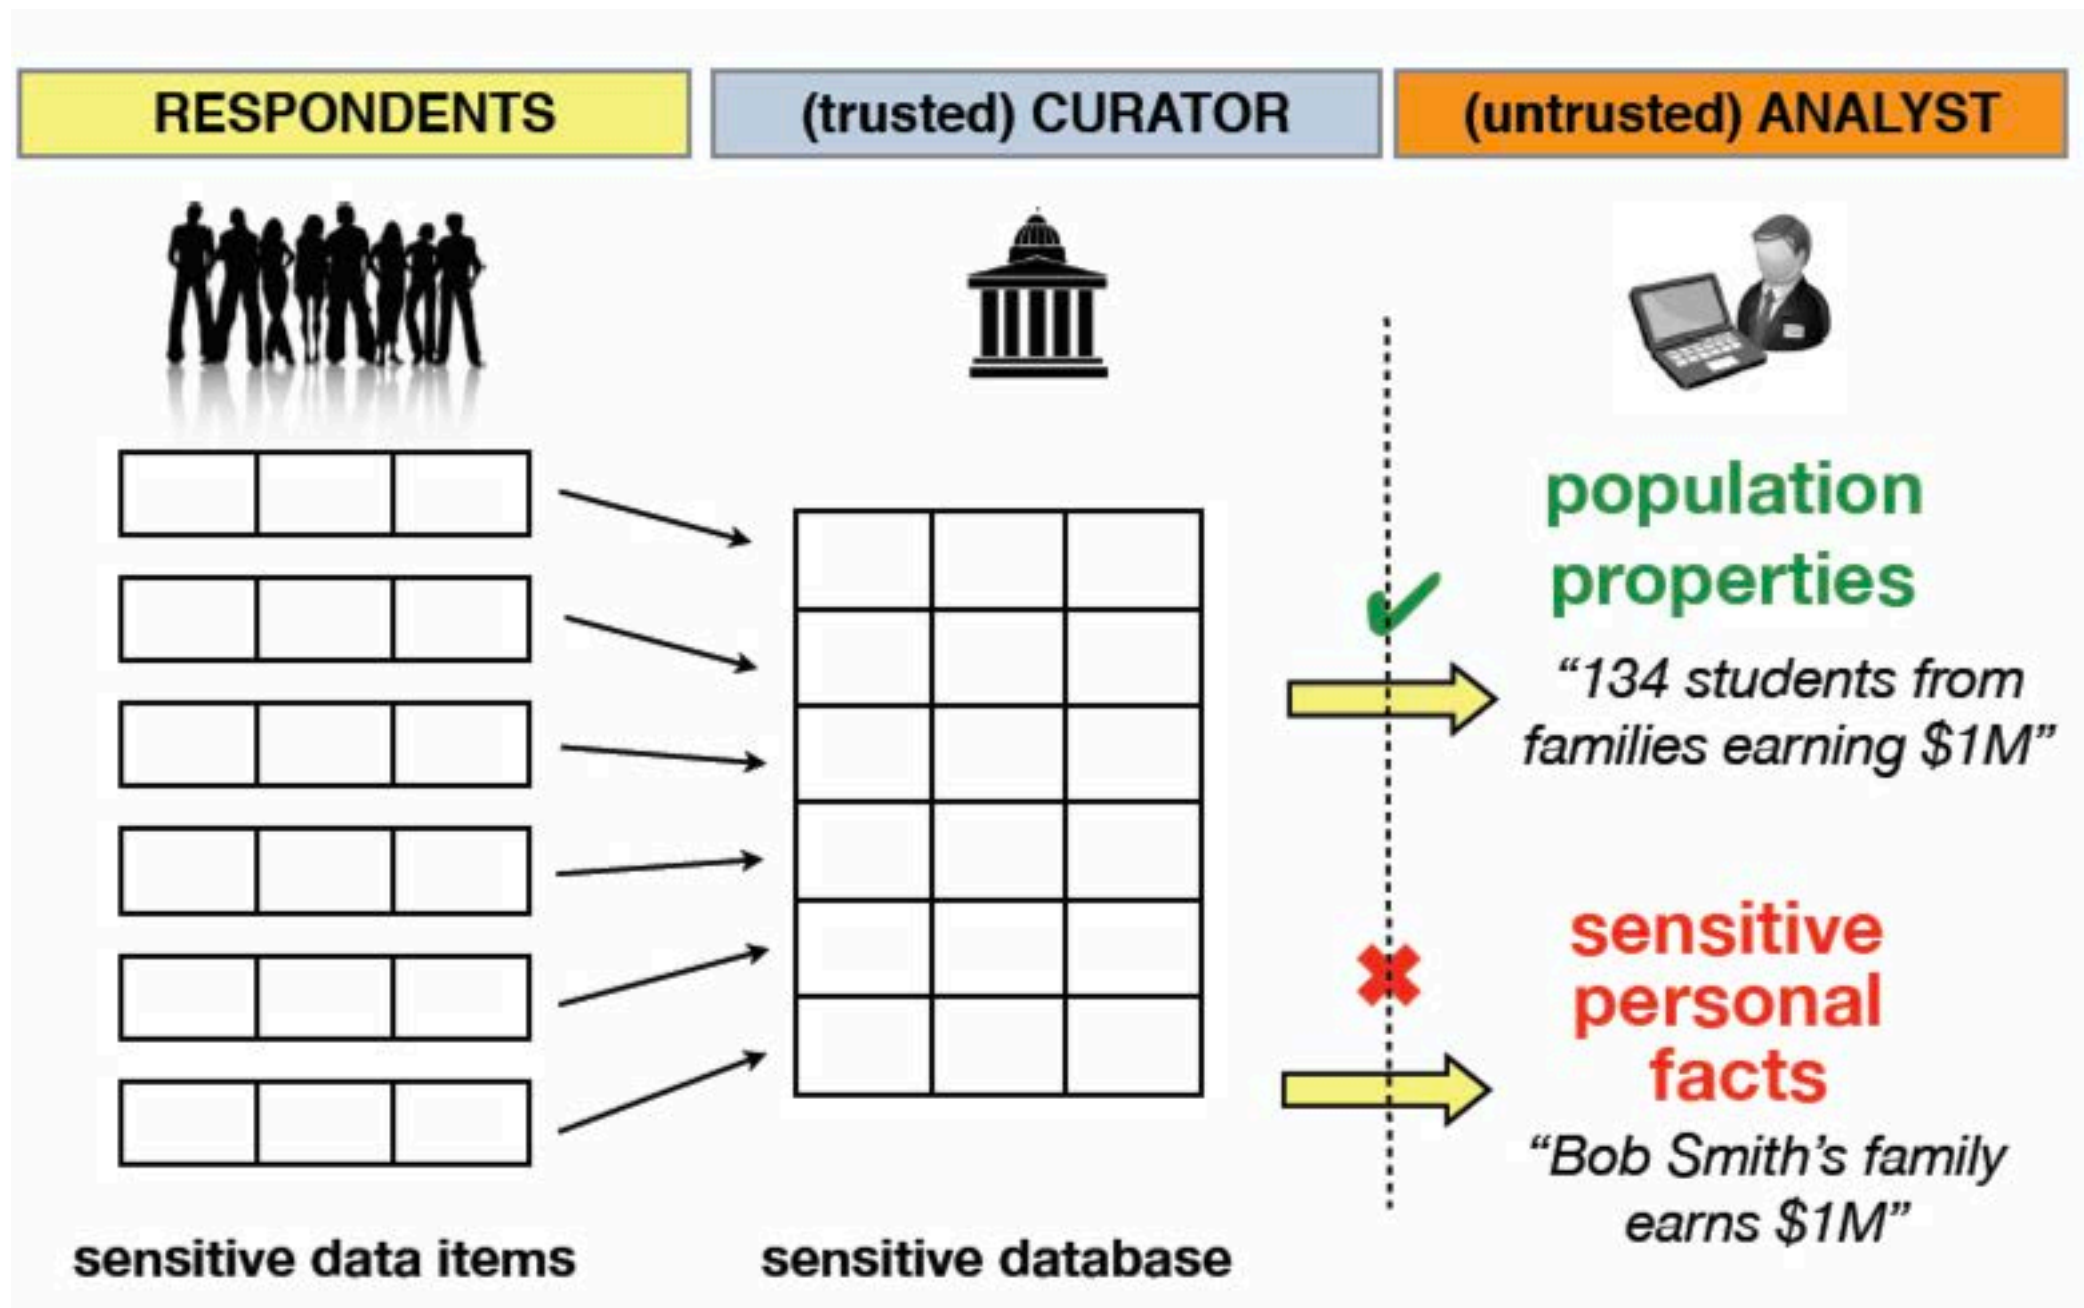 RESPONDENTS
(trusted) CURATOR
(untrusted) ANALYST
population
properties
“134 students from
families earning $1M”
sensitive
personal
facts
“Bob Smith’s family
earns $1M”
sensitive data items
sensitive database